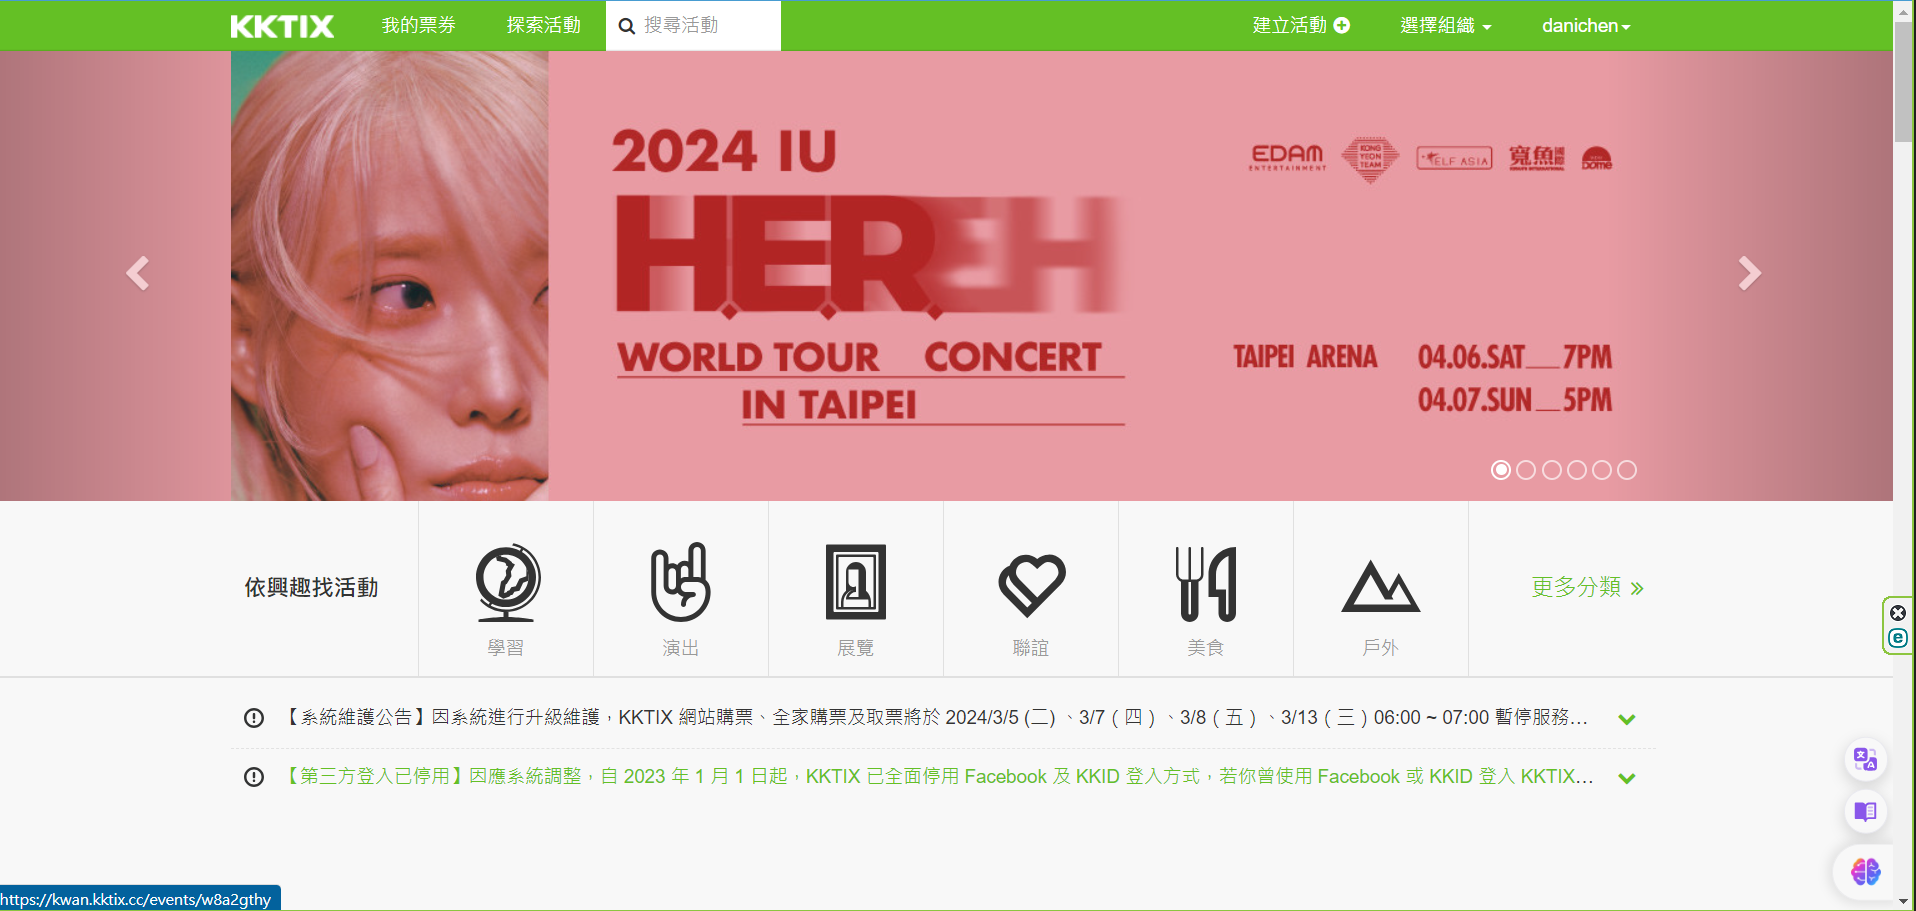 KKTIX 我的票券 探索活動 搜尋活動 建立活動 選擇組織 danichen
2024 IU
H.E.R.EH
WORLD TOUR CONCERT
IN TAIPEI
EDAM
ENTERTAINMENT
KONG
YEON
TEAM
ELF ASIA
寬魚國際
DOME
TAIPEI ARENA 04.06.SAT__7PM
04.07.SUN__5PM
依興趣找活動
學習 演出 展覽 聯誼 美食 戶外
更多分類 »
【系統維護公告】因系統進行升級維護，KKTIX 網站購票、全家購票及取票將於 2024/3/5 (二) 、3/7（四）、3/8（五）、3/13（三）06:00 ~ 07:00 暫停服務…
【第三方登入已停用】因應系統調整，自 2023 年 1 月 1 日起，KKTIX 已全面停用 Facebook 及 KKID 登入方式，若你曾使用 Facebook 或 KKID 登入 KKTIX…
https://kwan.kktix.cc/events/w8a2gthy